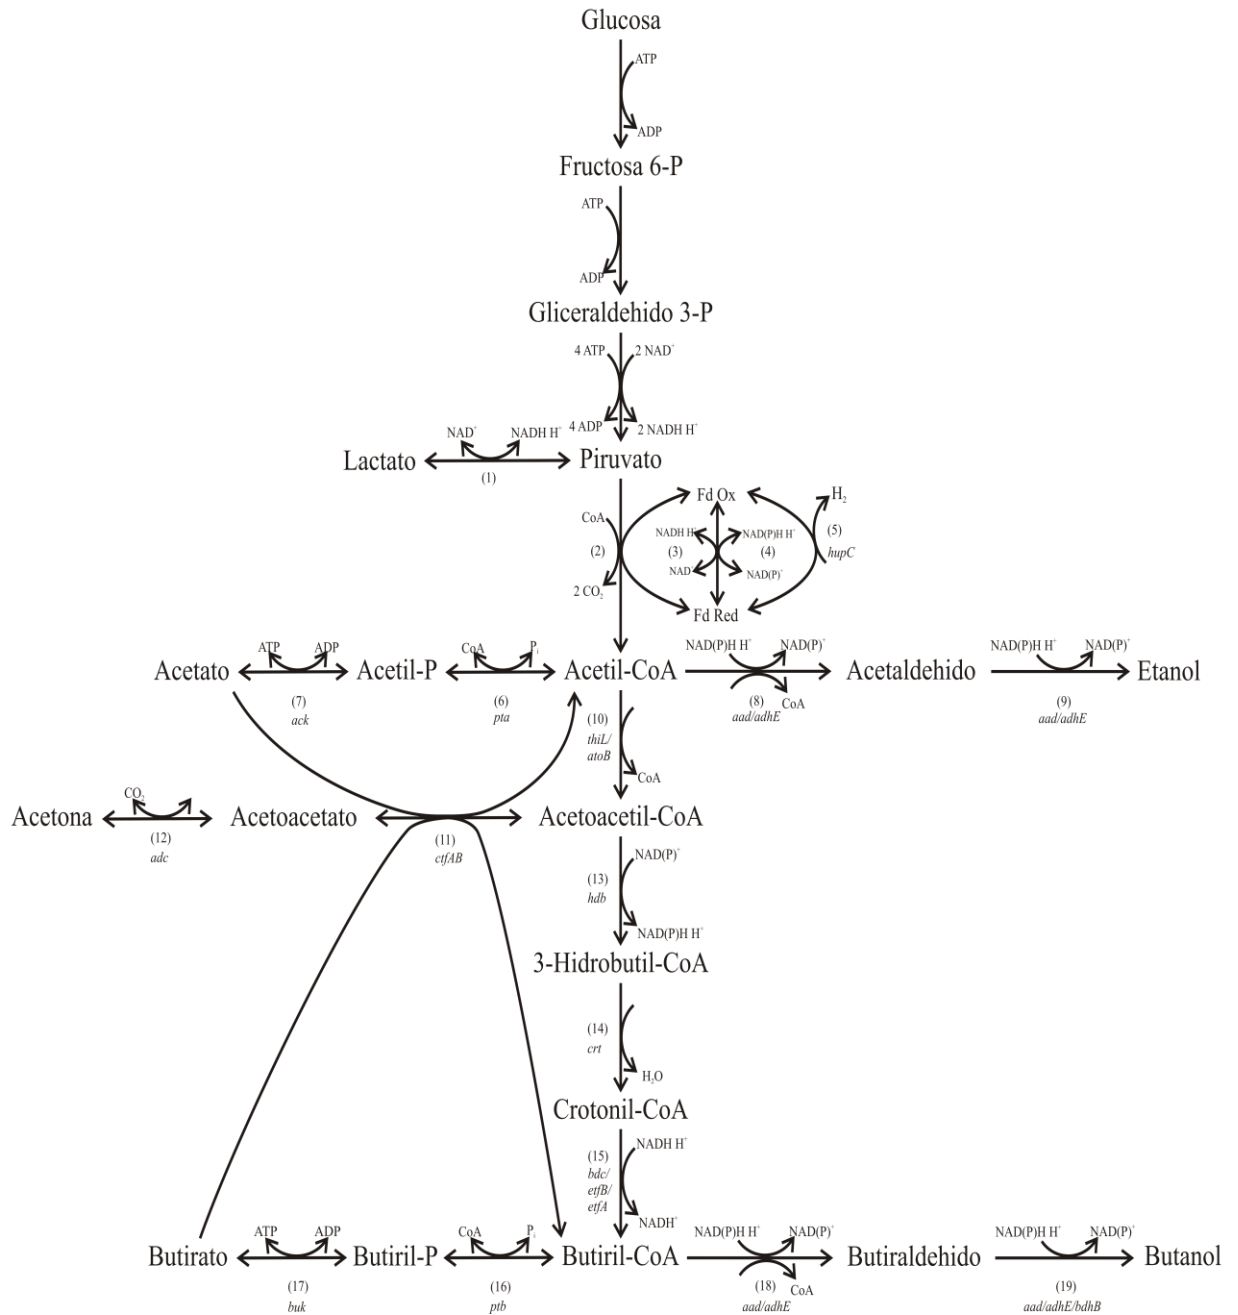 Glucosa
ATP
ADP
Fructosa 6-P
ATP
ADP
Gliceraldehido 3-P
4 ATP
2 NAD⁺
4 ADP
2 NADH H⁺
NAD⁺
NADH H⁺
Lactato
Piruvato
(1)
CoA
(2)
2 CO₂
Fd Ox
NADH H⁺
NAD(P)H H⁺
(3)
(4)
NAD⁺
NAD(P)⁺
Fd Red
H₂
(5)
hupC
ATP
ADP
CoA
Pᵢ
NAD(P)H H⁺
NAD(P)⁺
NAD(P)H H⁺
NAD(P)⁺
Acetato
Acetil-P
Acetil-CoA
Acetaldehido
Etanol
(7)
ack
(6)
pta
(8)
CoA
aad/adhE
(9)
aad/adhE
(10)
thiL/
atoB
CoA
CO₂
Acetona
Acetoacetato
Acetoacetil-CoA
(12)
adc
(11)
ctfAB
NAD(P)⁺
(13)
hdb
NAD(P)H H⁺
3-Hidrobutil-CoA
(14)
crt
H₂O
Crotonil-CoA
NADH H⁺
(15)
bdc/
etfB/
etfA
NADH⁺
ATP
ADP
CoA
Pᵢ
NAD(P)H H⁺
NAD(P)⁺
NAD(P)H H⁺
NAD(P)⁺
Butirato
Butiril-P
Butiril-CoA
Butiraldehido
Butanol
(17)
buk
(16)
ptb
(18)
CoA
aad/adhE
(19)
aad/adhE/bdhB